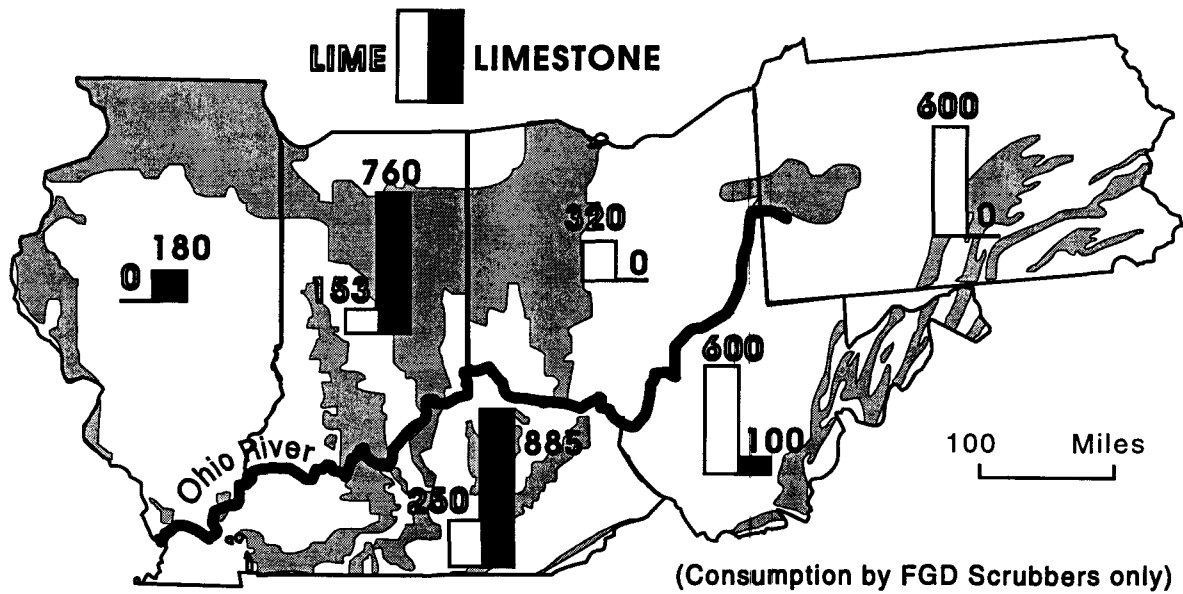 LIME LIMESTONE
600
760
0
320
0 180
0
153
600
885
100
100 Miles
Ohio River
250
(Consumption by FGD Scrubbers only)